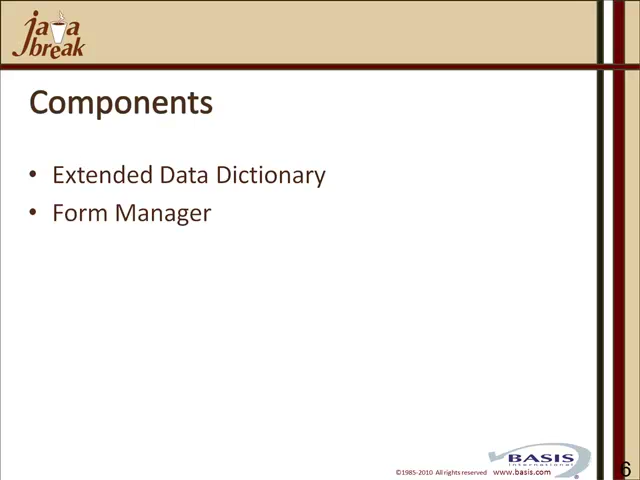 java
break
Components
• Extended Data Dictionary
• Form Manager
BASIS
international
©1985-2010 All rights reserved www.basis.com
6